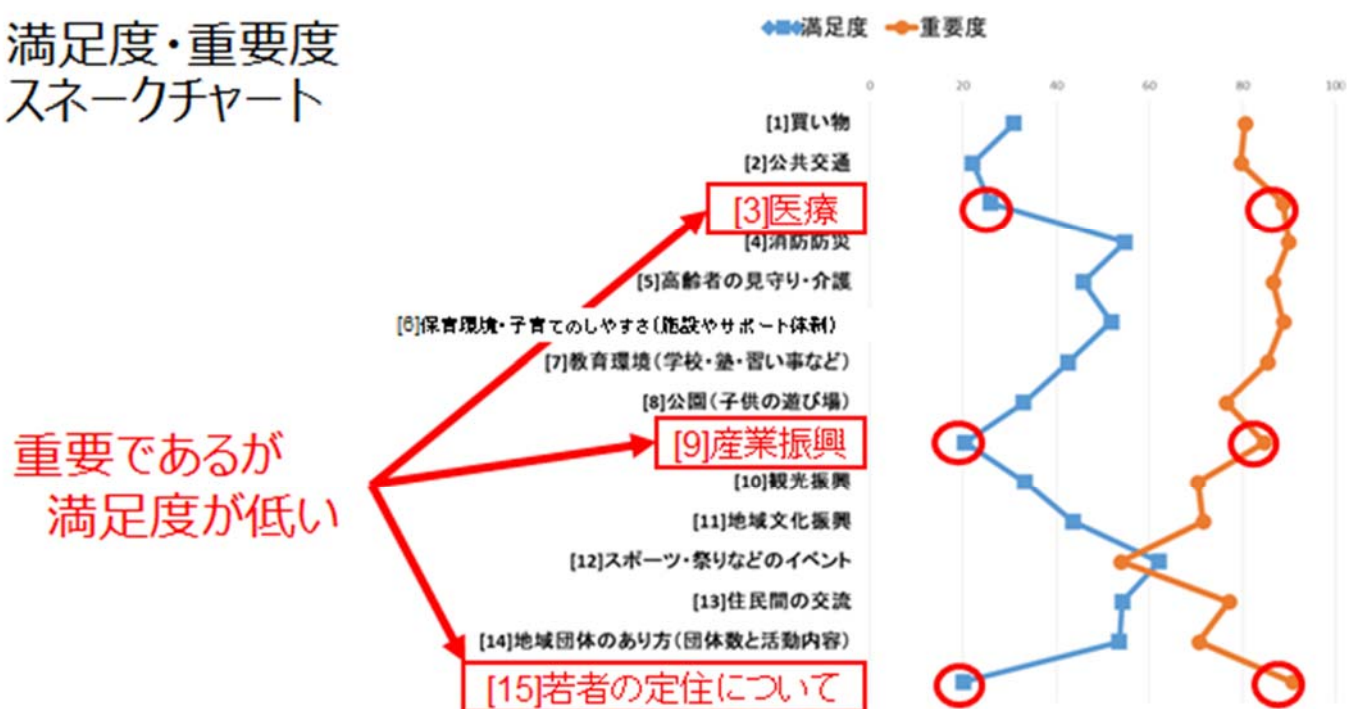 満足度・重要度
スネークチャート
満足度 重要度
0 20 40 60 80 100
[1]買い物
[2]公共交通
[3]医療
[4]消防防災
[5]高齢者の見守り・介護
[6]保育環境・子育てのしやすさ(施設やサポート体制)
[7]教育環境(学校・塾・習い事など)
[8]公園(子供の遊び場)
[9]産業振興
[10]観光振興
[11]地域文化振興
[12]スポーツ・祭りなどのイベント
[13]住民間の交流
[14]地域団体のあり方(団体数と活動内容)
[15]若者の定住について
重要であるが
満足度が低い